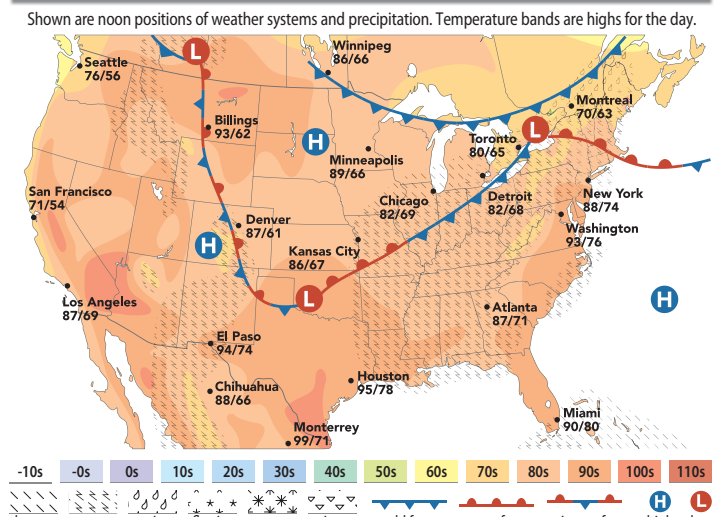 Shown are noon positions of weather systems and precipitation. Temperature bands are highs for the day.
L
Winnipeg
86/66
Seattle
76/56
Montreal
70/63
Billings
93/62
L
H
Toronto
80/65
Minneapolis
89/66
San Francisco
71/54
Chicago
82/69
Detroit
82/68
New York
88/74
Denver
87/61
Washington
93/76
H
Kansas City
86/67
Los Angeles
87/69
L
H
Atlanta
87/71
El Paso
94/74
Houston
95/78
Chihuahua
88/66
Miami
90/80
Monterrey
99/71
-10s -0s 0s 10s 20s 30s 40s 50s 60s 70s 80s 90s 100s 110s
H L